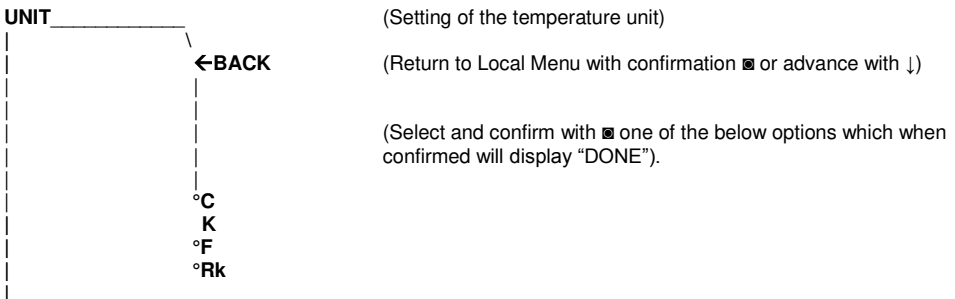 UNIT_____________ (Setting of the temperature unit)
←BACK (Return to Local Menu with confirmation ◙ or advance with ↓)
(Select and confirm with ◙ one of the below options which when
confirmed will display “DONE”).
°C
K
°F
°Rk